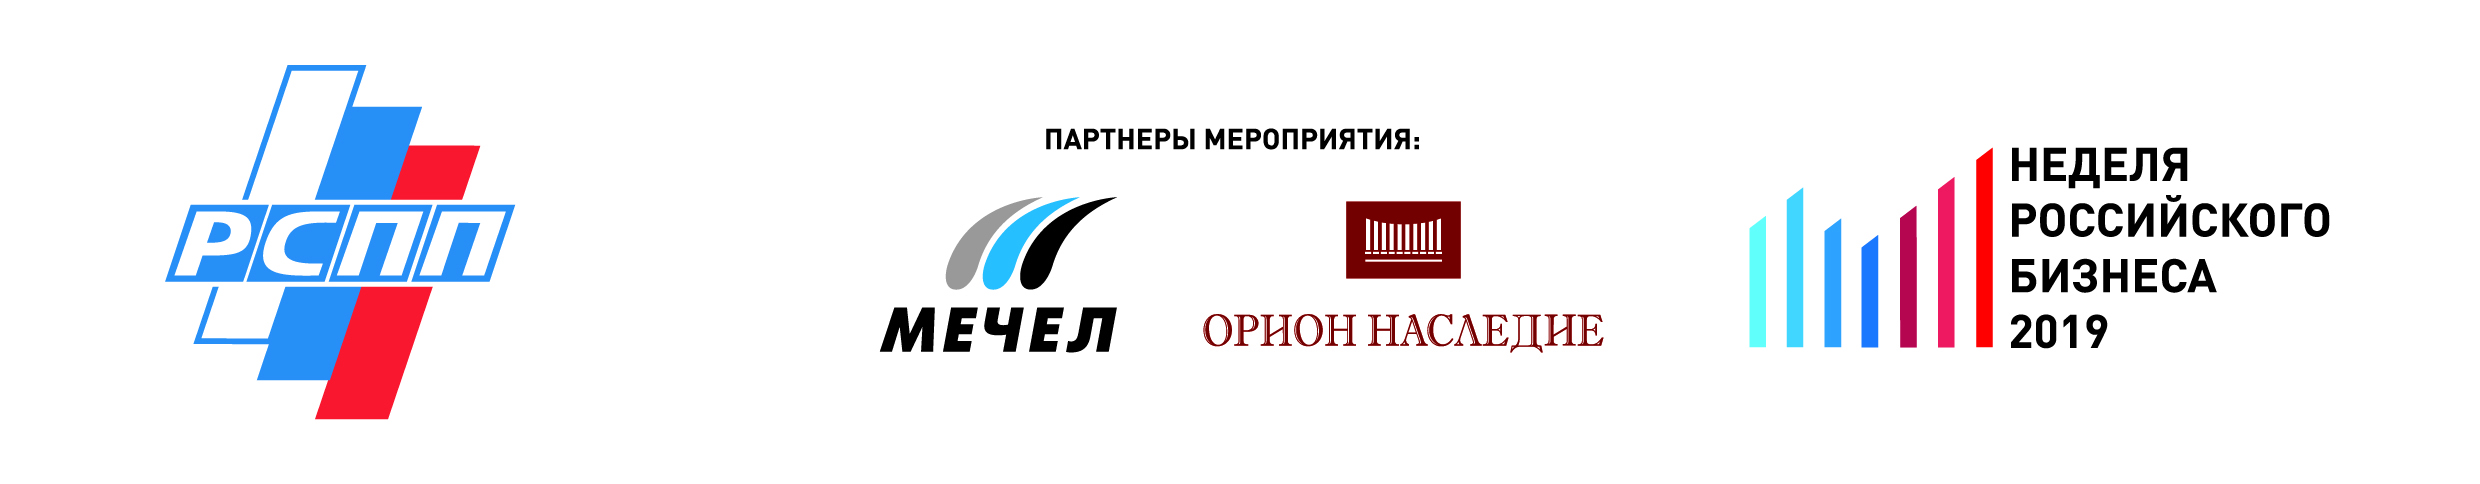 РСПП
ПАРТНЕРЫ МЕРОПРИЯТИЯ:
МЕЧЕЛ
ОРИОН НАСЛЕДИЕ
НЕДЕЛЯ
РОССИЙСКОГО
БИЗНЕСА
2019